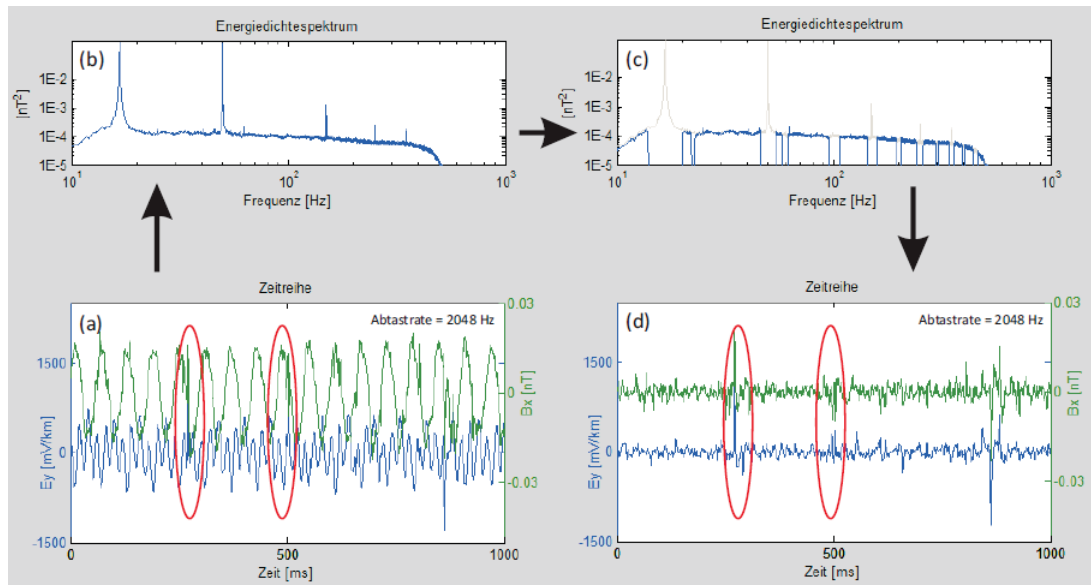 Energiedichtespektrum
(b)
[nT²]
1E-2
1E-3
1E-4
1E-5
10¹
10²
10³
Frequenz [Hz]
Energiedichtespektrum
(c)
[nT²]
1E-2
1E-3
1E-4
1E-5
10¹
10²
10³
Frequenz [Hz]
Zeitreihe
(a)
Abtastrate = 2048 Hz
Ey [mV/km]
1500
0
-1500
0.03
0
-0.03
Bx [nT]
0
500
1000
Zeit [ms]
Zeitreihe
(d)
Abtastrate = 2048 Hz
Ey [mV/km]
1500
0
-1500
0.03
0
-0.03
Bx [nT]
0
500
1000
Zeit [ms]